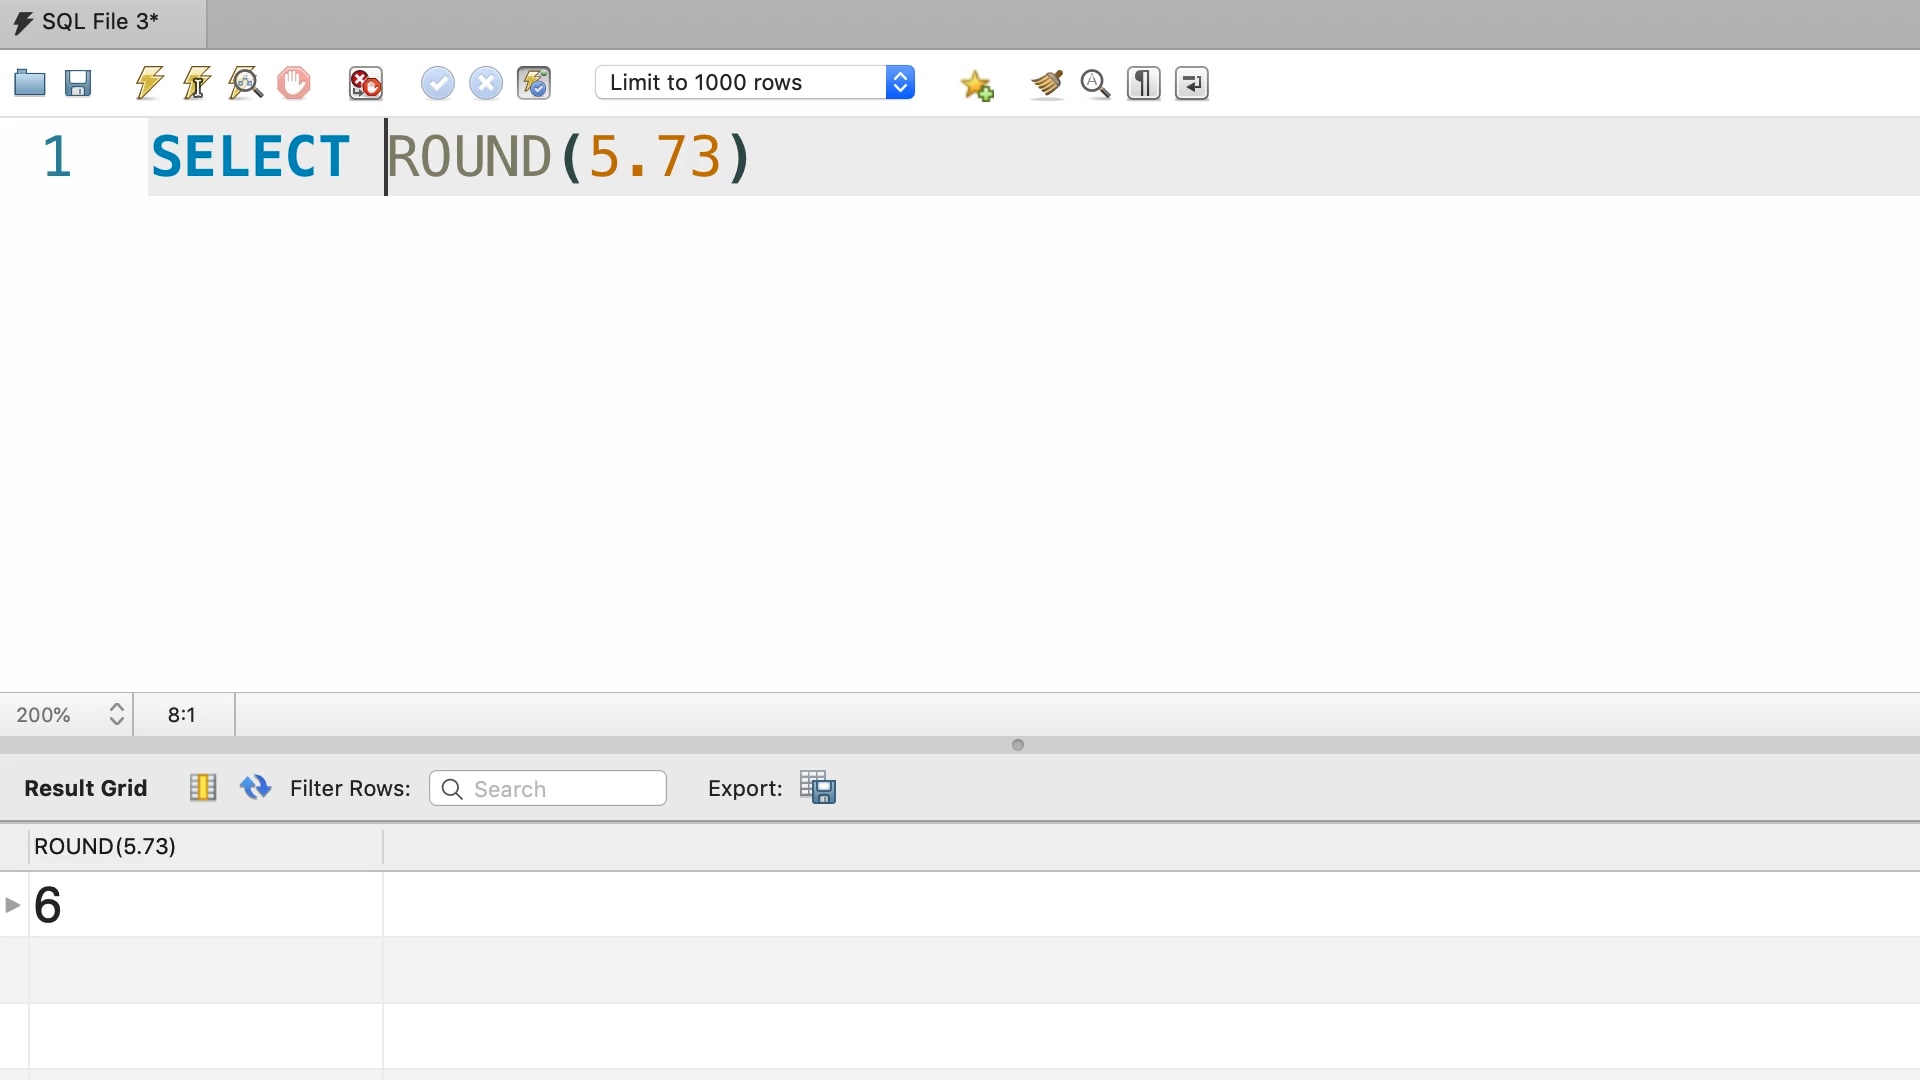 SQL File 3*
Limit to 1000 rows
1 SELECT ROUND(5.73)
200% 8:1
Result Grid Filter Rows: Search Export:
ROUND(5.73)
6